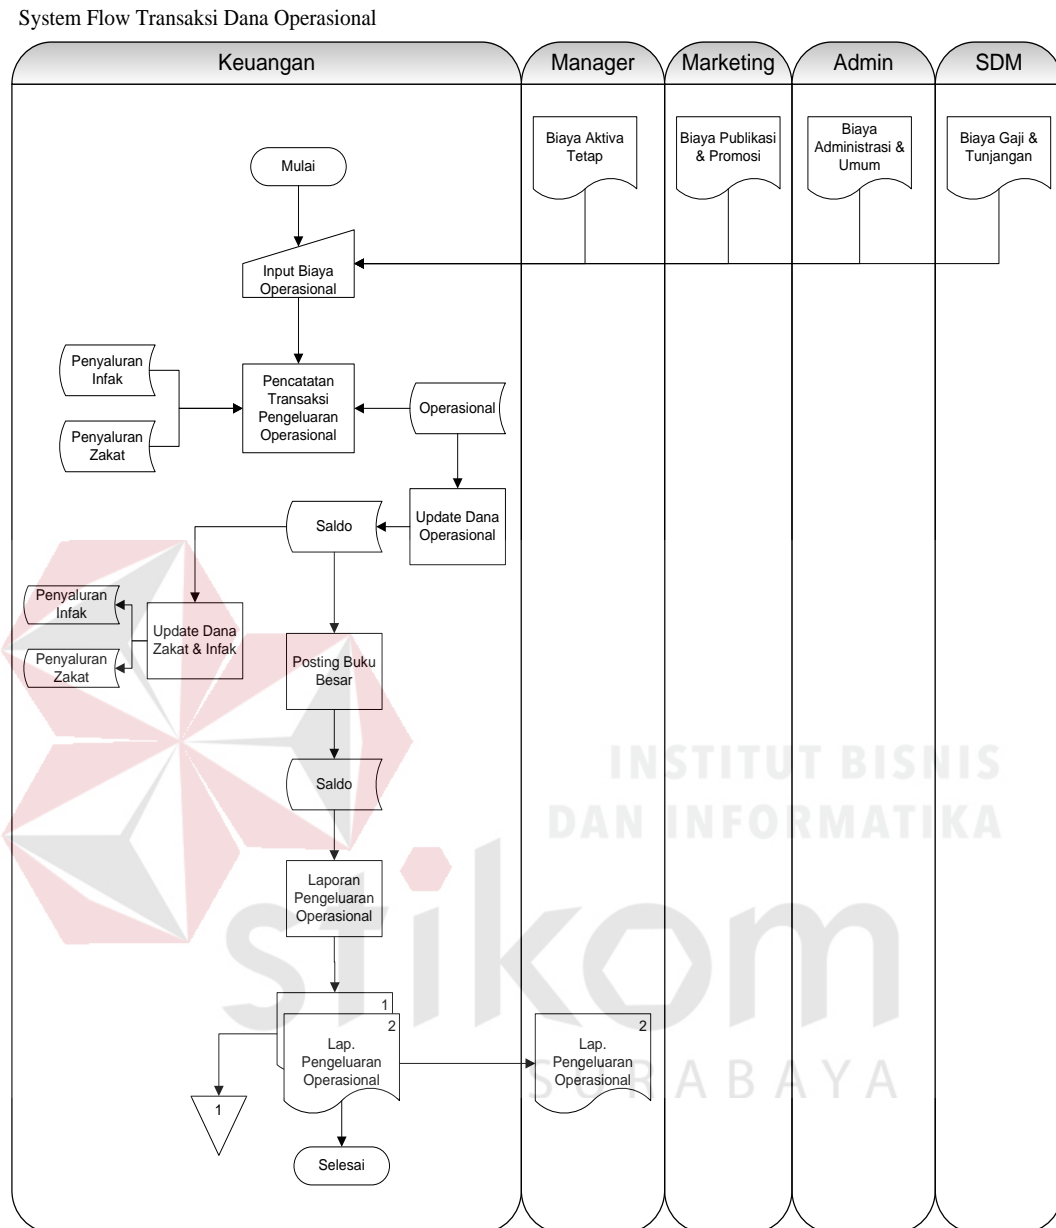 System Flow Transaksi Dana Operasional
Keuangan
Manager
Marketing
Admin
SDM
Biaya Aktiva
Tetap
Biaya Publikasi
& Promosi
Biaya
Administrasi &
Umum
Biaya Gaji &
Tunjangan
Mulai
Input Biaya
Operasional
Penyaluran
Infak
Penyaluran
Zakat
Pencatatan
Transaksi
Pengeluaran
Operasional
Operasional
Saldo
Update Dana
Operasional
Penyaluran
Infak
Penyaluran
Zakat
Update Dana
Zakat & Infak
Posting Buku
Besar
Saldo
INSTITUT BISNIS
DAN INFORMATIKA
Laporan
Pengeluaran
Operasional
stikom
SURABAYA
1
2
Lap.
Pengeluaran
Operasional
2
Lap.
Pengeluaran
Operasional
1
Selesai